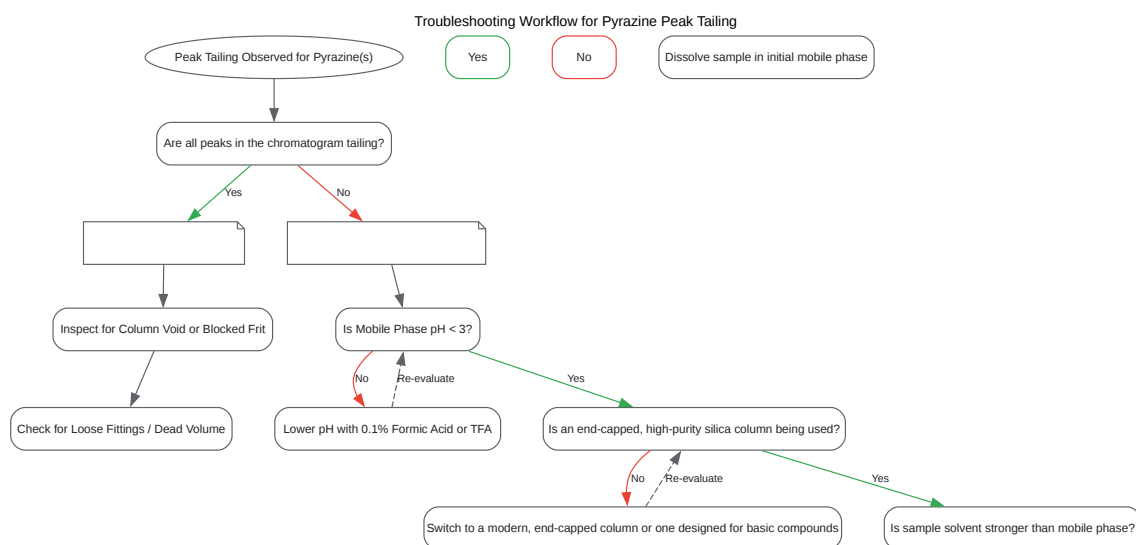 Troubleshooting Workflow for Pyrazine Peak Tailing
Peak Tailing Observed for Pyrazine(s)
Yes
No
Dissolve sample in initial mobile phase
Are all peaks in the chromatogram tailing?
Yes
No
Inspect for Column Void or Blocked Frit
Is Mobile Phase pH < 3?
No
Re-evaluate
Yes
Check for Loose Fittings / Dead Volume
Lower pH with 0.1% Formic Acid or TFA
Is an end-capped, high-purity silica column being used?
No
Re-evaluate
Yes
Switch to a modern, end-capped column or one designed for basic compounds
Is sample solvent stronger than mobile phase?